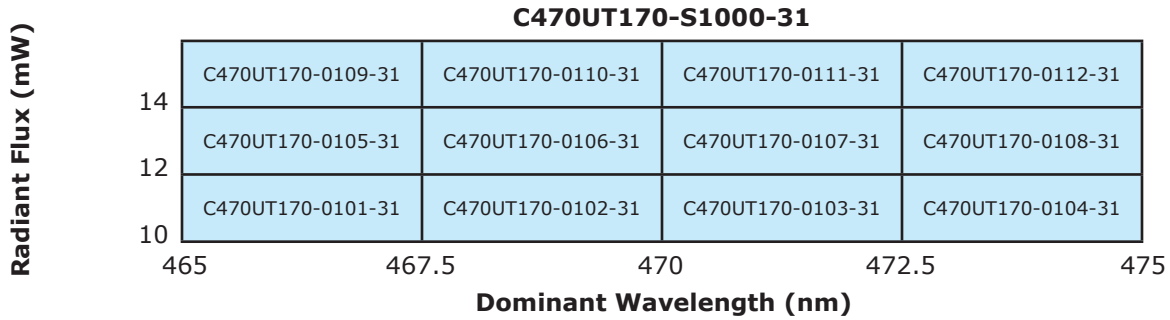 C470UT170-S1000-31
Radiant Flux (mW)
C470UT170-0109-31 C470UT170-0110-31 C470UT170-0111-31 C470UT170-0112-31
14
C470UT170-0105-31 C470UT170-0106-31 C470UT170-0107-31 C470UT170-0108-31
12
C470UT170-0101-31 C470UT170-0102-31 C470UT170-0103-31 C470UT170-0104-31
10
465 467.5 470 472.5 475
Dominant Wavelength (nm)